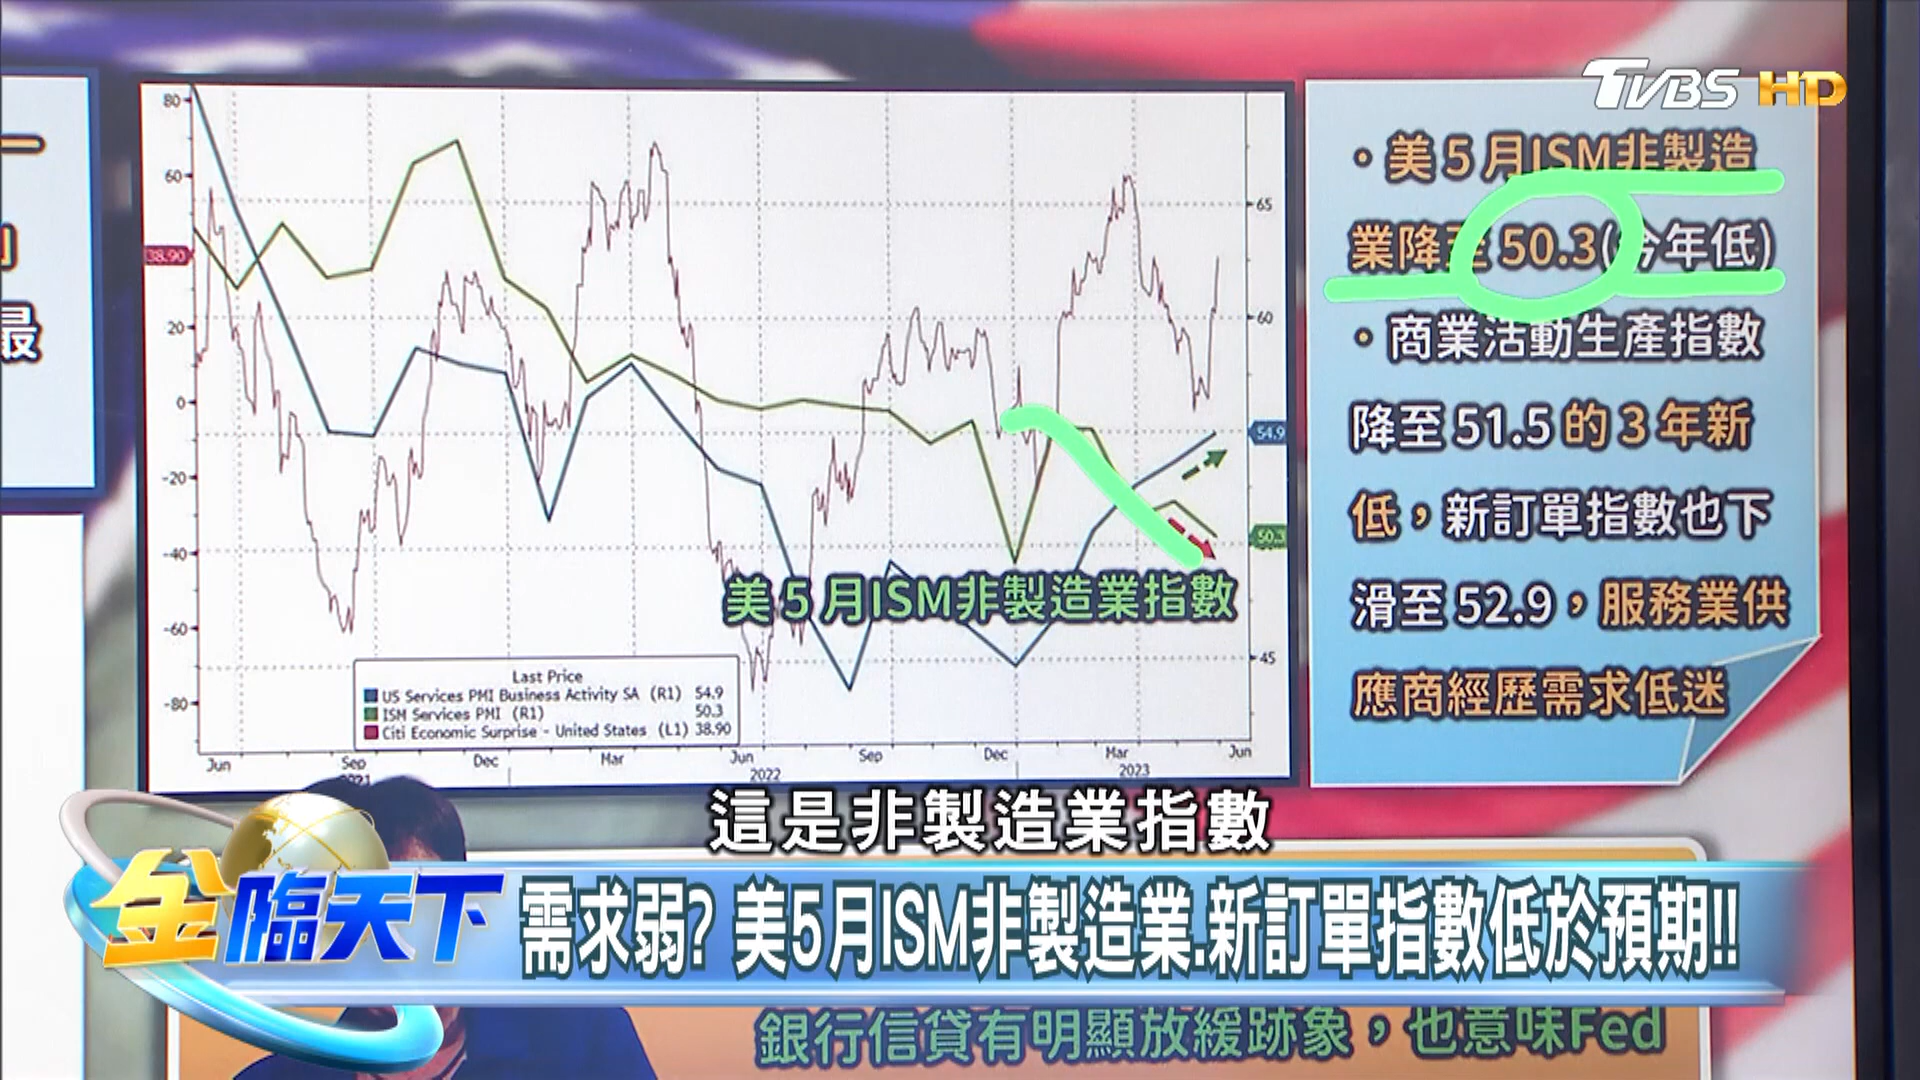 TVBS HD
最
80
60
20
0
-20
-40
-60
-80
38.90
65
60
54.9
50.3
45
美5月ISM非製造業指數
Last Price
US Services PMI Business Activity SA (R1) 54.9
ISM Services PMI (R1) 50.3
Citi Economic Surprise - United States (L1) 38.90
Jun Sep Dec Mar Jun Sep Dec Mar Jun
2021 2022 2023
•美5月ISM非製造
業降至50.3(今年低)
•商業活動生產指數
降至51.5的3年新
低，新訂單指數也下
滑至52.9，服務業供
應商經歷需求低迷
這是非製造業指數
金臨天下
需求弱? 美5月ISM非製造業.新訂單指數低於預期!!
銀行信貸有明顯放緩跡象，也意味Fed